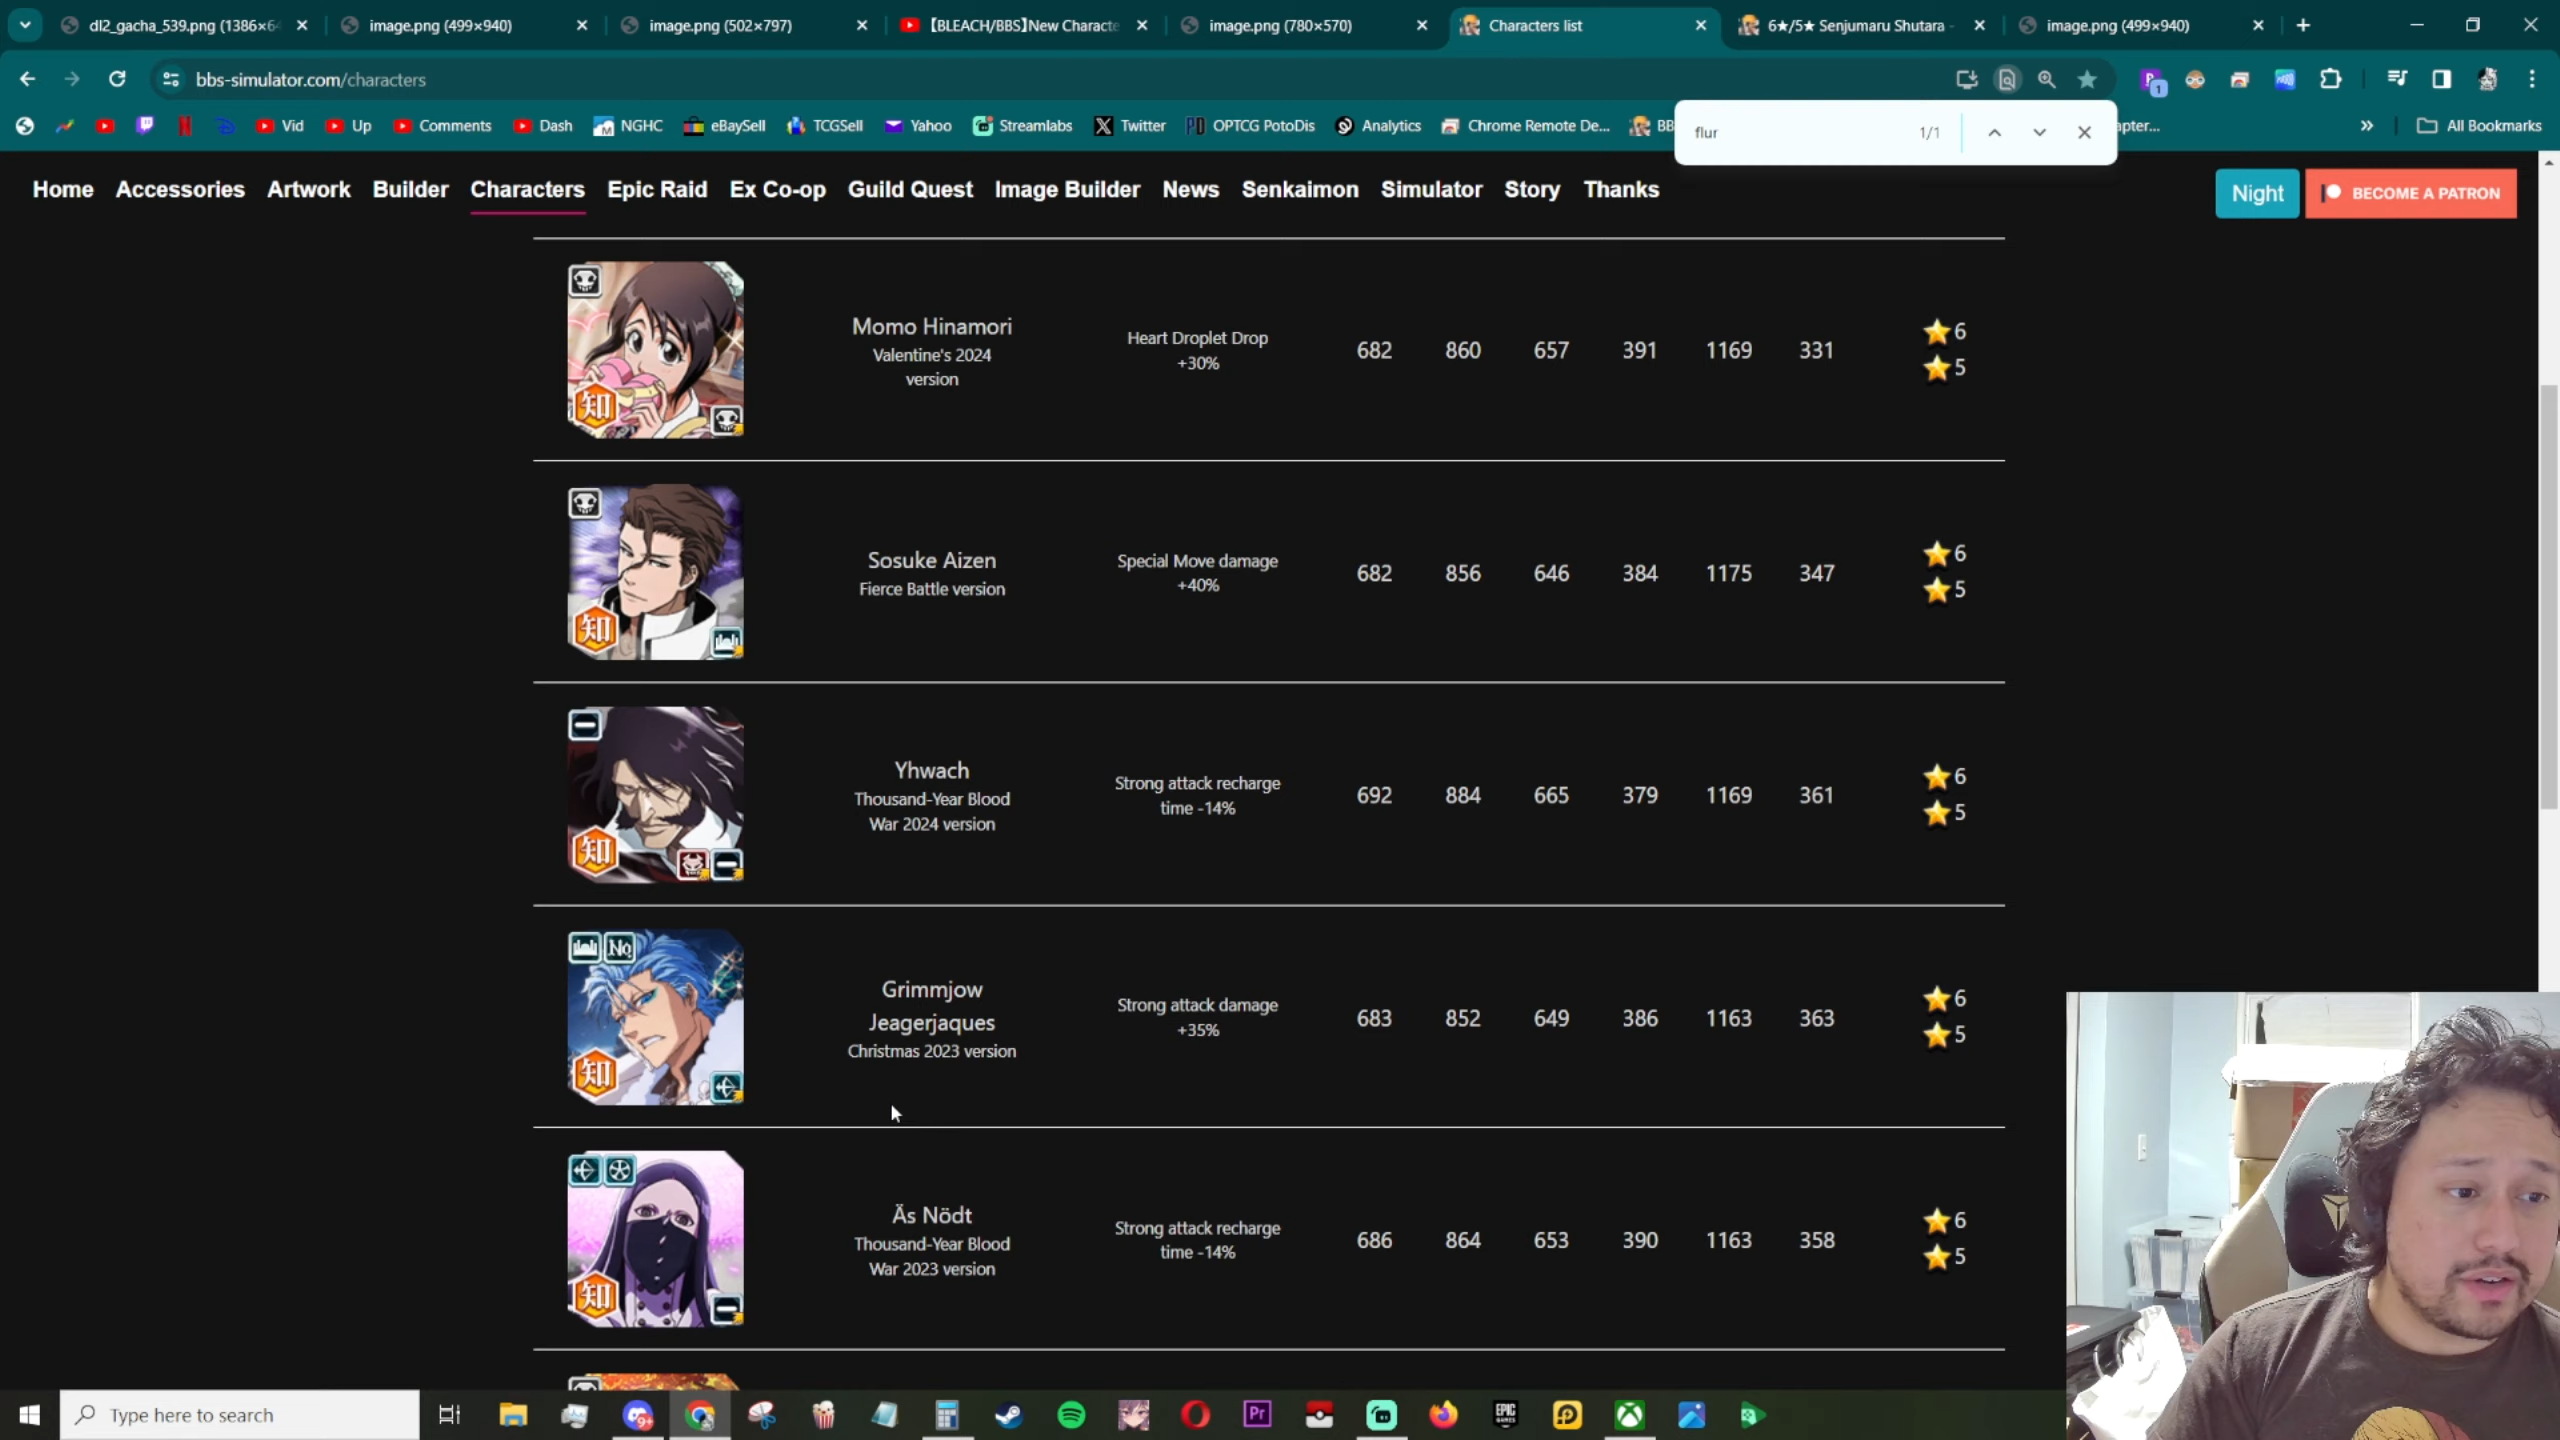 dl2_gacha_539.png (1386×6
image.png (499×940)
image.png (502×797)
【BLEACH/BBS】New Characte
image.png (780×570)
Characters list
6★/5★ Senjumaru Shutara -
image.png (499×940)
bbs-simulator.com/characters
Vid
Up
Comments
Dash
NGHC
eBaySell
TCGSell
Yahoo
Streamlabs
Twitter
OPTCG PotoDis
Analytics
Chrome Remote De...
BB
apter...
All Bookmarks
flur
1/1
Home
Accessories
Artwork
Builder
Characters
Epic Raid
Ex Co-op
Guild Quest
Image Builder
News
Senkaimon
Simulator
Story
Thanks
Night
BECOME A PATRON
知
Momo Hinamori
Valentine's 2024
version
Heart Droplet Drop
+30%
682 860 657 391 1169 331
6
5
知
Sosuke Aizen
Fierce Battle version
Special Move damage
+40%
682 856 646 384 1175 347
6
5
知
Yhwach
Thousand-Year Blood
War 2024 version
Strong attack recharge
time -14%
692 884 665 379 1169 361
6
5
No
知
Grimmjow
Jeagerjaques
Christmas 2023 version
Strong attack damage
+35%
683 852 649 386 1163 363
6
5
知
Äs Nödt
Thousand-Year Blood
War 2023 version
Strong attack recharge
time -14%
686 864 653 390 1163 358
6
5
Type here to search
9+
Pr
EPIC
GAMES